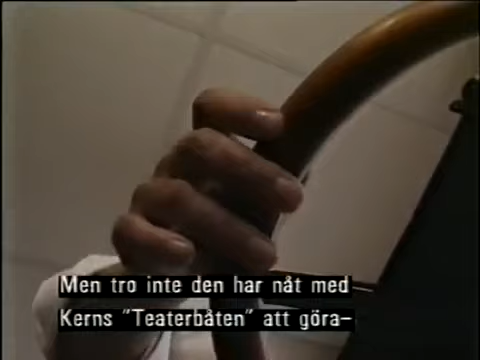 Men tro inte den har nåt med
Kerns "Teaterbåten" att göra–